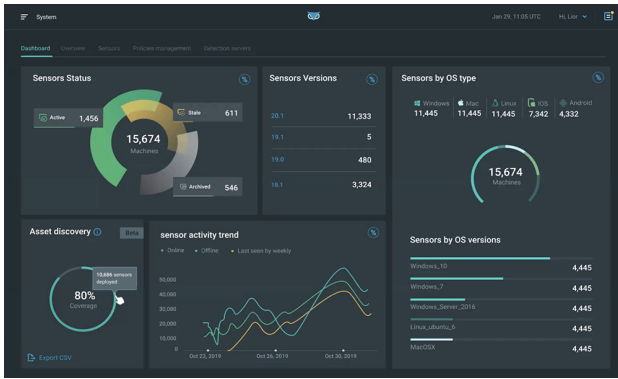 System
Jan 29, 11:05 UTC
Hi, Lior
Dashboard
Overview
Sensors
Policies management
Detection servers
Sensors Status
Active 1,456
Stale 611
15,674
Machines
Archived 546
Sensors Versions
20.1 11,333
19.1 5
19.0 480
18.1 3,324
Sensors by OS type
Windows Mac Linux IOS Android
11,445 11,445 11,445 7,342 4,332
15,674
Machines
Asset discovery
Beta
10,686 sensors
deployed
80%
Coverage
Export CSV
sensor activity trend
Online Offline Last seen by weekly
50,000
40,000
30,000
20,000
10,000
0
Oct 22, 2019 Oct 26, 2019 Oct 30, 2019
Sensors by OS versions
Windows_10 4,445
Windows_7 4,445
Windows_Server_2016 4,445
Linux_ubuntu_6 4,445
MacOSX 4,445